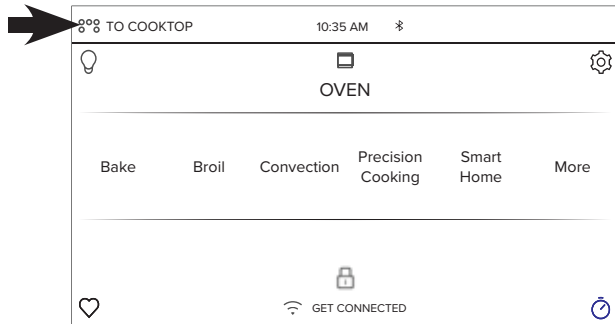 TO COOKTOP 10:35 AM
OVEN
Bake Broil Convection Precision Cooking Smart Home More
GET CONNECTED